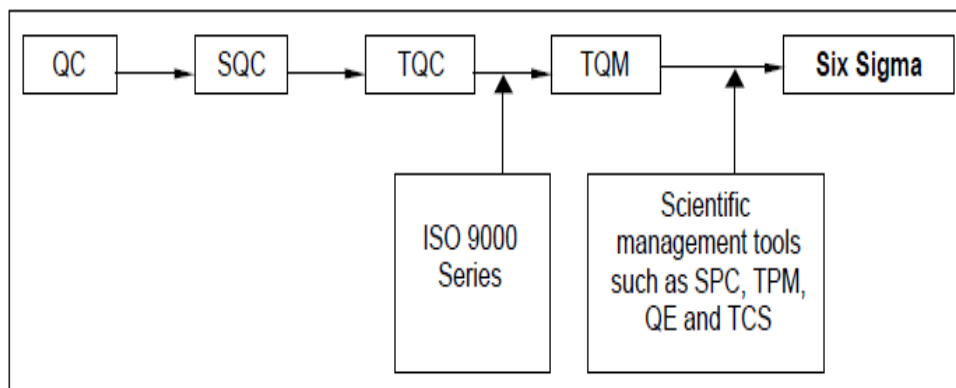 QC
SQC
TQC
TQM
Six Sigma
ISO 9000
Series
Scientific
management tools
such as SPC, TPM,
QE and TCS